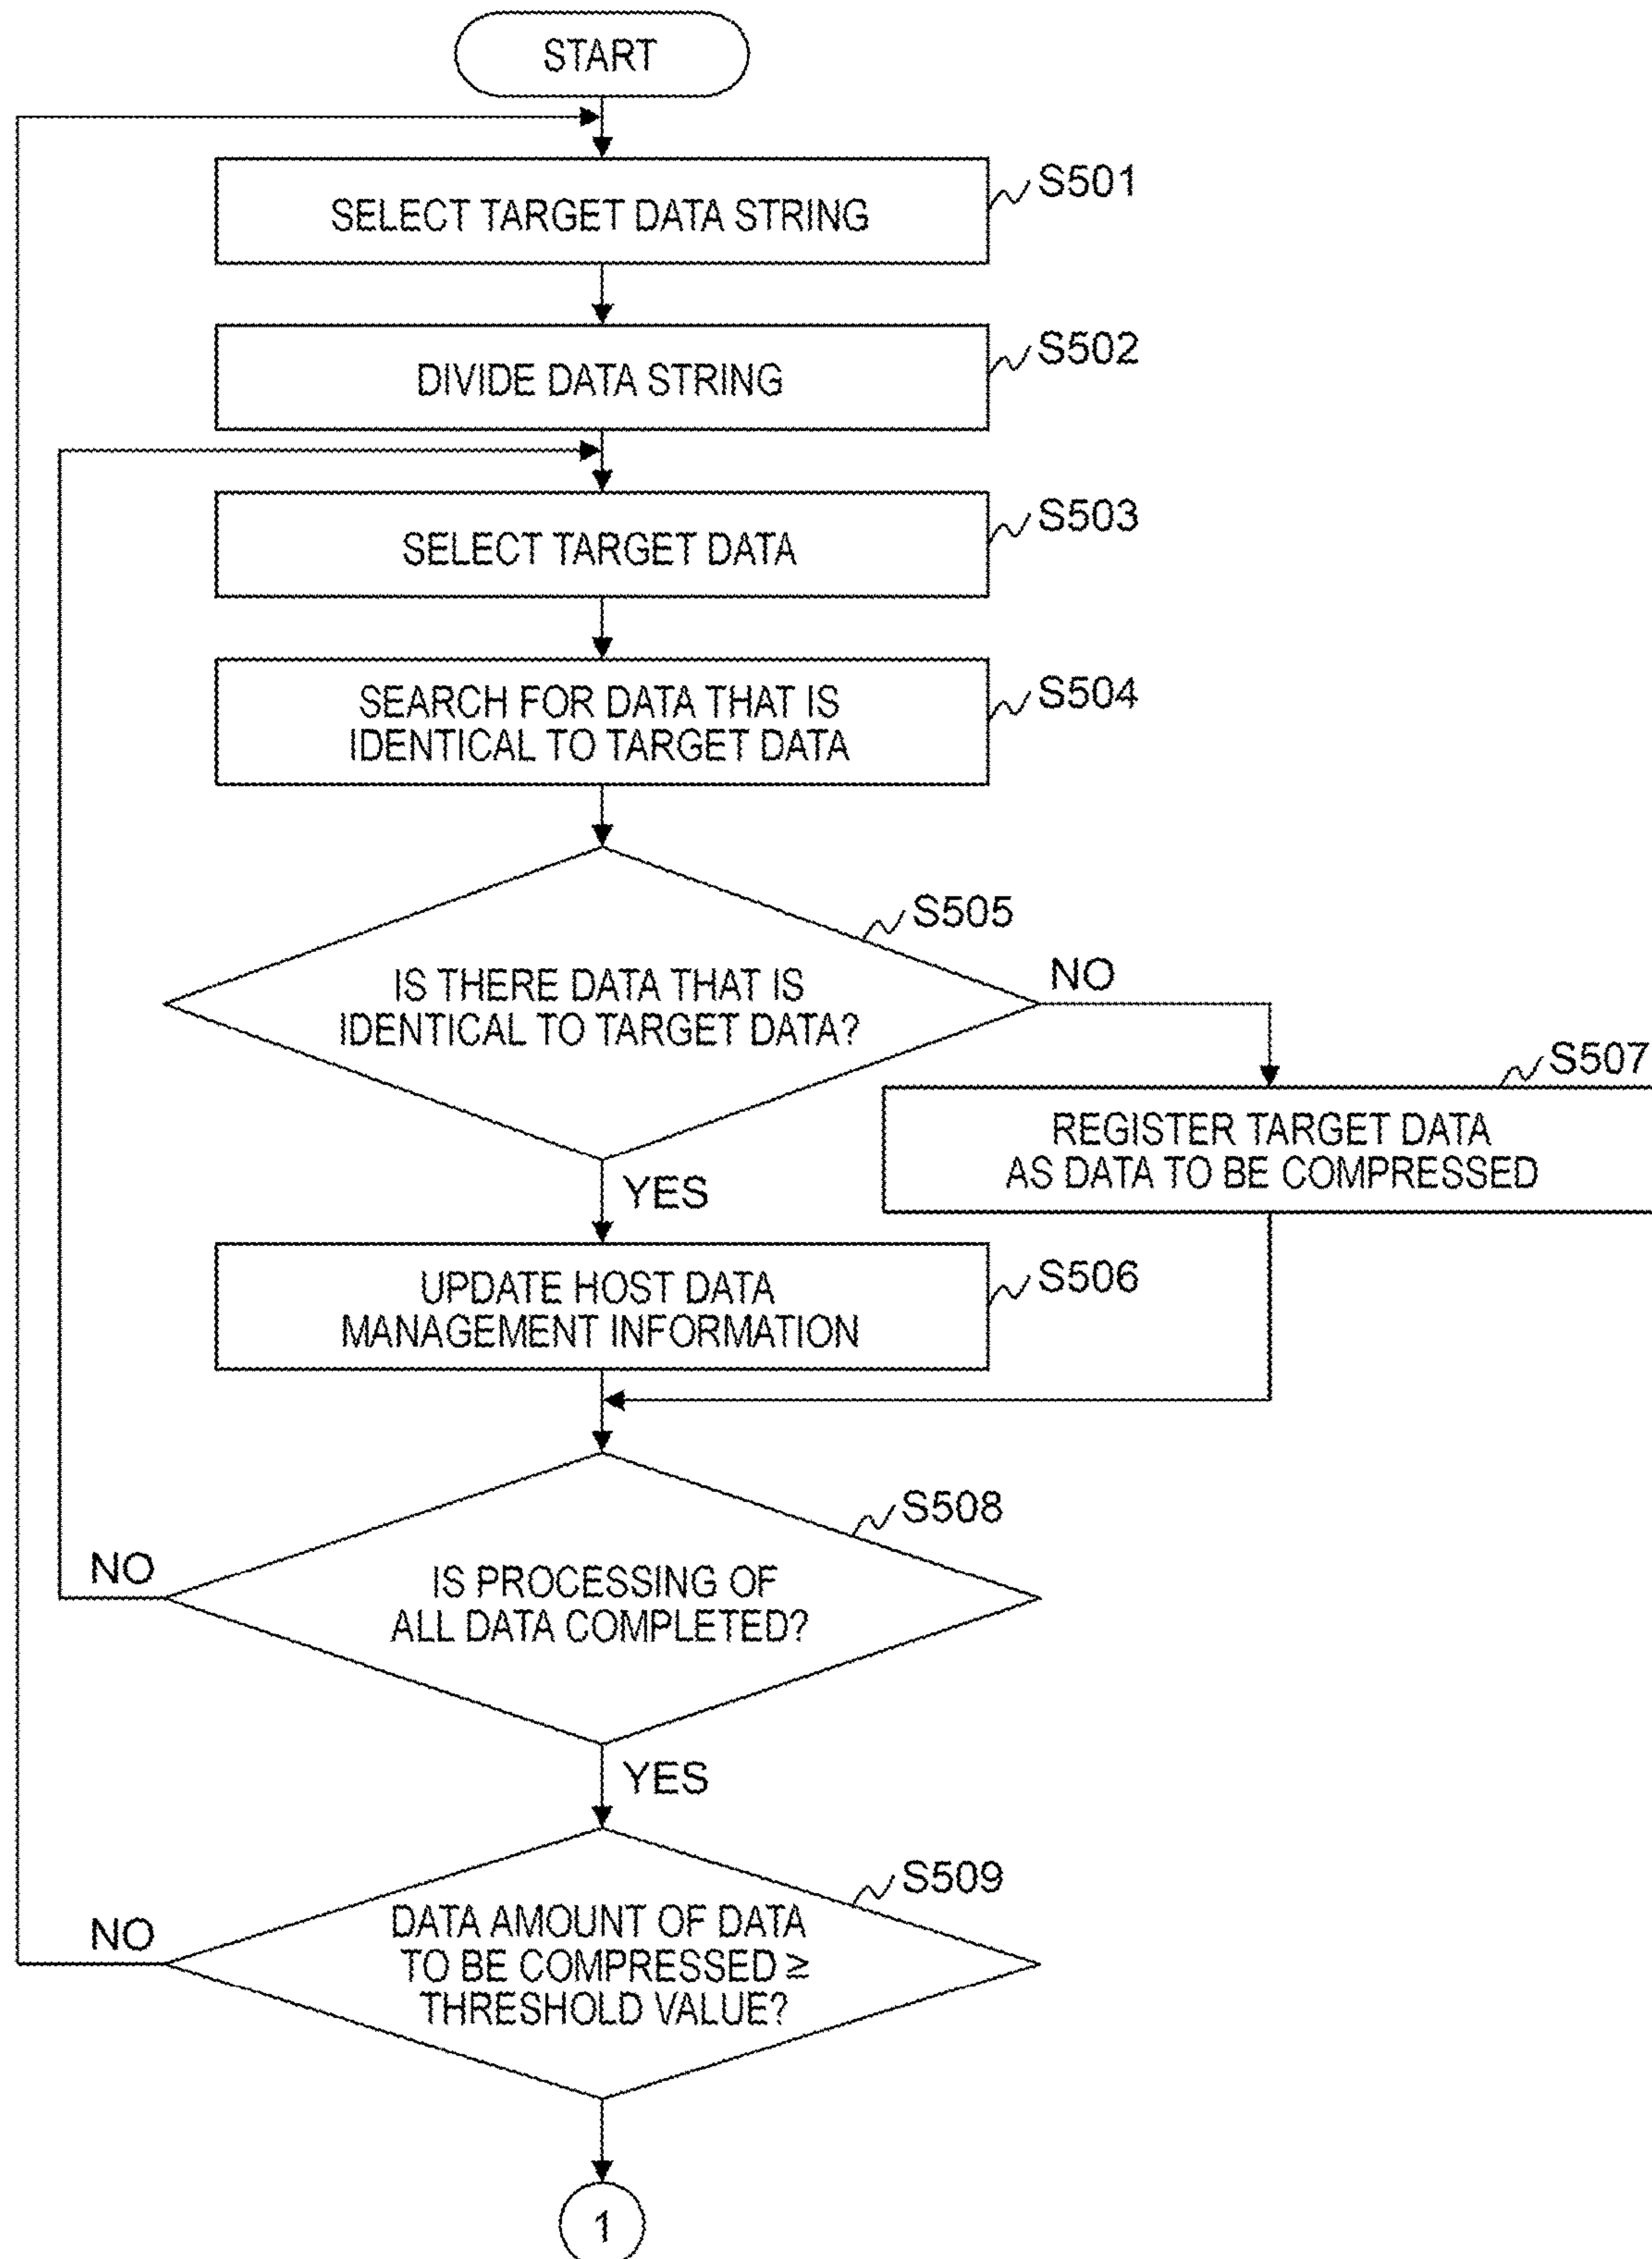 START
S501
SELECT TARGET DATA STRING
S502
DIVIDE DATA STRING
S503
SELECT TARGET DATA
S504
SEARCH FOR DATA THAT IS
IDENTICAL TO TARGET DATA
S505
IS THERE DATA THAT IS
IDENTICAL TO TARGET DATA?
NO
S507
REGISTER TARGET DATA
AS DATA TO BE COMPRESSED
YES
S506
UPDATE HOST DATA
MANAGEMENT INFORMATION
S508
NO
IS PROCESSING OF
ALL DATA COMPLETED?
YES
S509
NO
DATA AMOUNT OF DATA
TO BE COMPRESSED ≥
THRESHOLD VALUE?
1